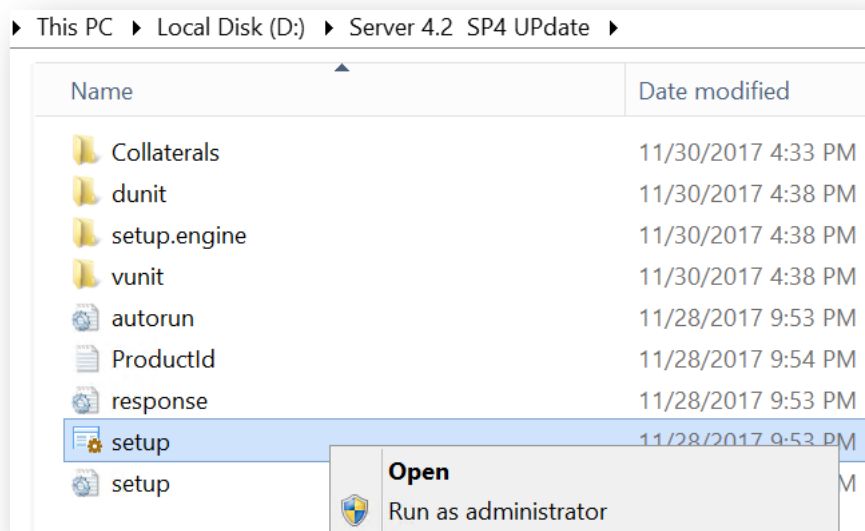 This PC Local Disk (D:) Server 4.2 SP4 UPdate
Name Date modified
Collaterals 11/30/2017 4:33 PM
dunit 11/30/2017 4:38 PM
setup.engine 11/30/2017 4:38 PM
vunit 11/30/2017 4:38 PM
autorun 11/28/2017 9:53 PM
ProductId 11/28/2017 9:54 PM
response 11/28/2017 9:53 PM
setup 11/28/2017 9:53 PM
setup M
Open
Run as administrator